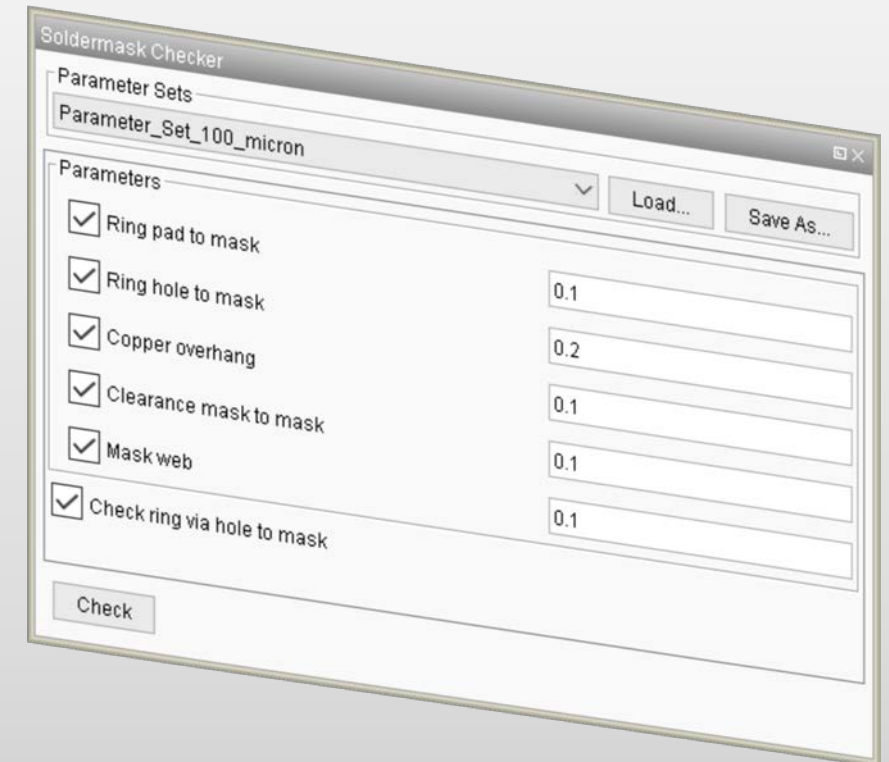 Soldermask Checker
Parameter Sets
Parameter_Set_100_micron
Load...
Save As...
Parameters
Ring pad to mask
0.1
Ring hole to mask
0.2
Copper overhang
0.1
Clearance mask to mask
0.1
Mask web
0.1
Check ring via hole to mask
Check